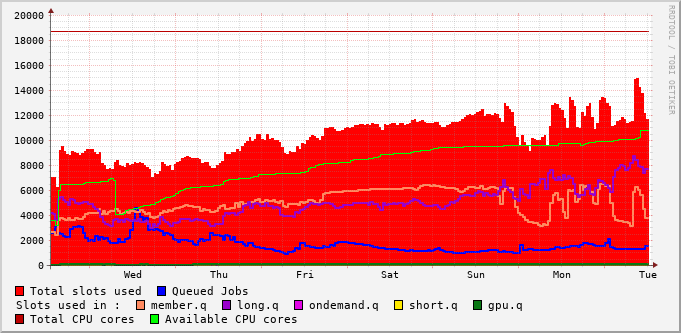 20000
18000
16000
14000
12000
10000
8000
6000
4000
2000
0
Wed Thu Fri Sat Sun Mon Tue
RRDTOOL / TOBI OETIKER
Total slots used Queued Jobs
Slots used in : member.q long.q ondemand.q short.q gpu.q
Total CPU cores Available CPU cores